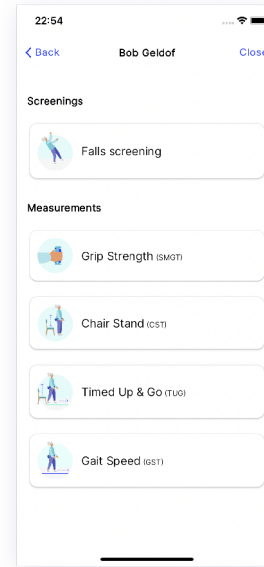 22:54
Back Bob Geldof Close
Screenings
Falls screening
Measurements
Grip Strength (SMGT)
Chair Stand (CST)
Timed Up & Go (TUG)
Gait Speed (GST)